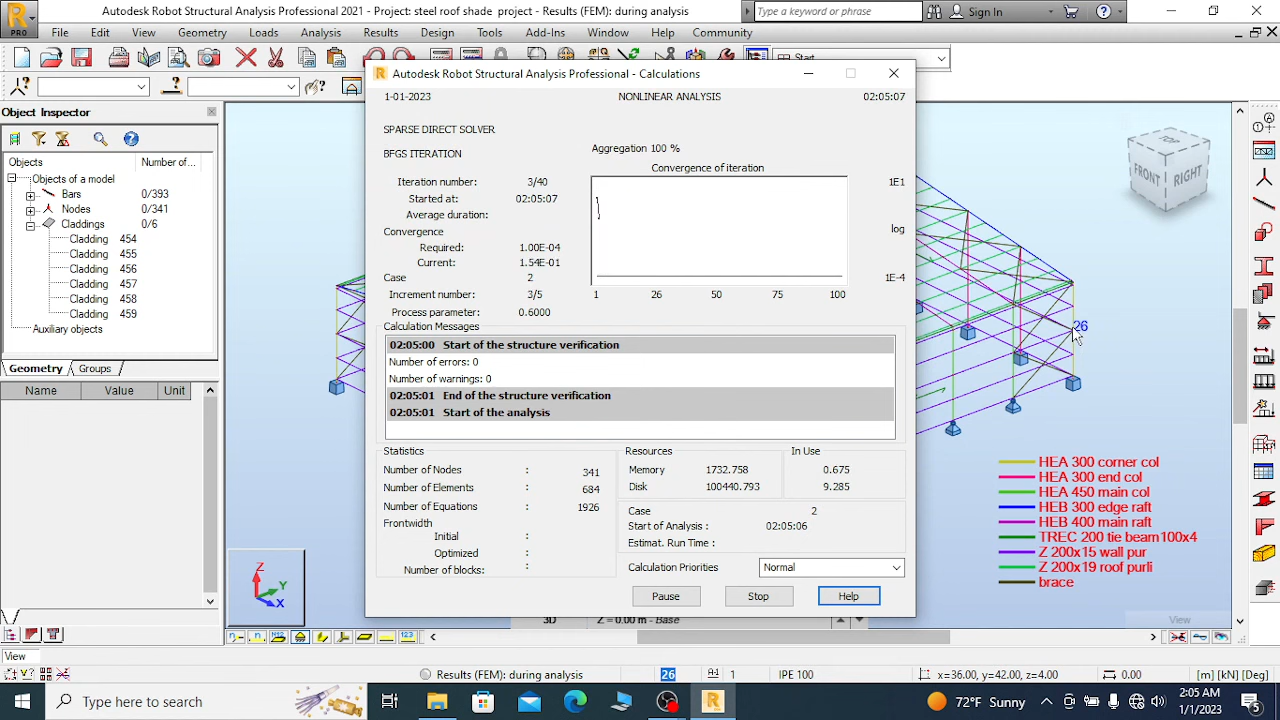 Autodesk Robot Structural Analysis Professional 2021 - Project: steel roof shade project - Results (FEM): during analysis
Type a keyword or phrase
Sign In
PRO
File Edit View Geometry Loads Analysis Results Design Tools Add-Ins Window Help Community
Start
Autodesk Robot Structural Analysis Professional - Calculations
1-01-2023 NONLINEAR ANALYSIS 02:05:07
SPARSE DIRECT SOLVER
BFGS ITERATION
Aggregation 100 %
Convergence of iteration
Iteration number: 3/40
Started at: 02:05:07
Average duration:
Convergence
Required: 1.00E-04
Current: 1.54E-01
Case 2
Increment number: 3/5
Process parameter: 0.6000
1E1
log
1E-4
1 26 50 75 100
Calculation Messages
02:05:00 Start of the structure verification
Number of errors: 0
Number of warnings: 0
02:05:01 End of the structure verification
02:05:01 Start of the analysis
Statistics
Number of Nodes : 341
Number of Elements : 684
Number of Equations : 1926
Frontwidth
Initial :
Optimized :
Number of blocks: :
Resources In Use
Memory 1732.758 0.675
Disk 100440.793 9.285
Case 2
Start of Analysis : 02:05:06
Estimat. Run Time :
Calculation Priorities Normal
Pause Stop Help
Object Inspector
Objects Number of...
Objects of a model
Bars 0/393
Nodes 0/341
Claddings 0/6
Cladding 454
Cladding 455
Cladding 456
Cladding 457
Cladding 458
Cladding 459
Auxiliary objects
Geometry Groups
Name Value Unit
TOP
FRONT RIGHT
26
HEA 300 corner col
HEA 300 end col
HEA 450 main col
HEB 300 edge raft
HEB 400 main raft
TREC 200 tie beam100x4
Z 200x15 wall pur
Z 200x19 roof purli
brace
Z
Y
X
3D Z = 0.00 m - Base
View
View
Results (FEM): during analysis 26 1 IPE 100 x=36.00, y=42.00, z=4.00 0.00 [m] [kN] [Deg]
Type here to search
72°F Sunny
2:05 AM
1/1/2023